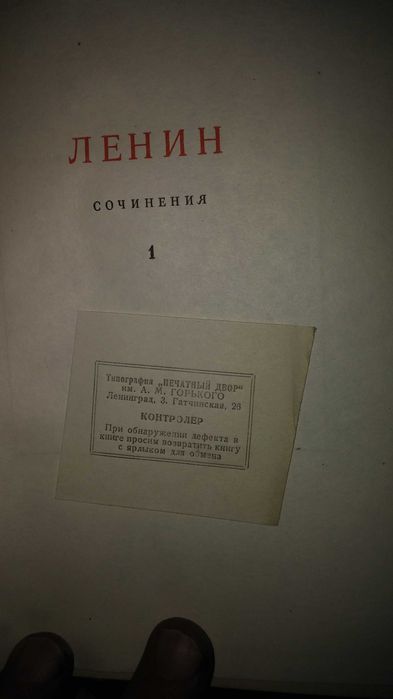 ЛЕНИН
СОЧИНЕНИЯ
1
Типография „ПЕЧАТНЫЙ ДВОР"
им. А. М. ГОРЬКОГО
Ленинград, 3. Гатчинская, 26
КОНТРОЛЕР
При обнаружении дефекта в
книге просим возвратить книгу
с ярлыком для обмена